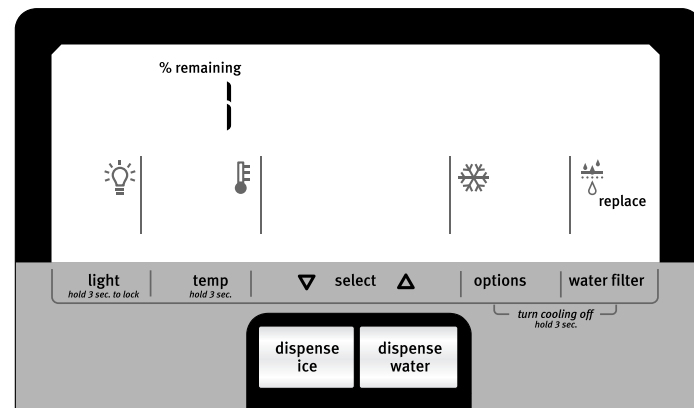 % remaining
1
replace
light
hold 3 sec. to lock
temp
hold 3 sec.
select
options
water filter
turn cooling off
hold 3 sec.
dispense
ice
dispense
water